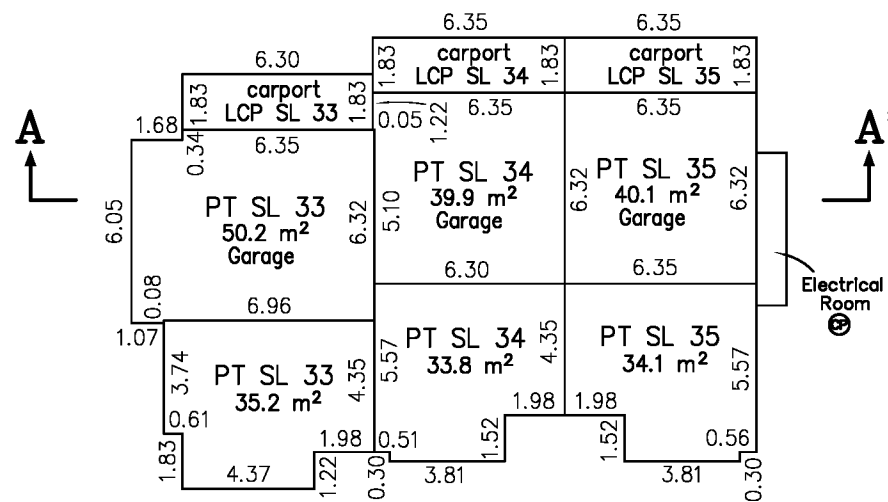 6.35 6.35
6.30
1.83 carport LCP SL 33 1.83
carport LCP SL 34 1.83
carport LCP SL 35 1.83
A A'
1.68 0.34 6.35
0.05 1.22 6.35 6.35
6.05
PT SL 33
50.2 m²
Garage
6.32 5.10
PT SL 34
39.9 m²
Garage
6.32
PT SL 35
40.1 m²
Garage
6.32
0.08
6.96 6.30 6.35
Electrical
Room
CP
1.07
3.74
PT SL 33
35.2 m²
4.35 5.57
PT SL 34
33.8 m²
4.35
PT SL 35
34.1 m²
5.57
0.61
1.98 0.51 1.98 1.98 0.56
1.83 4.37 1.22 0.30 3.81 1.52 1.52 3.81 0.30